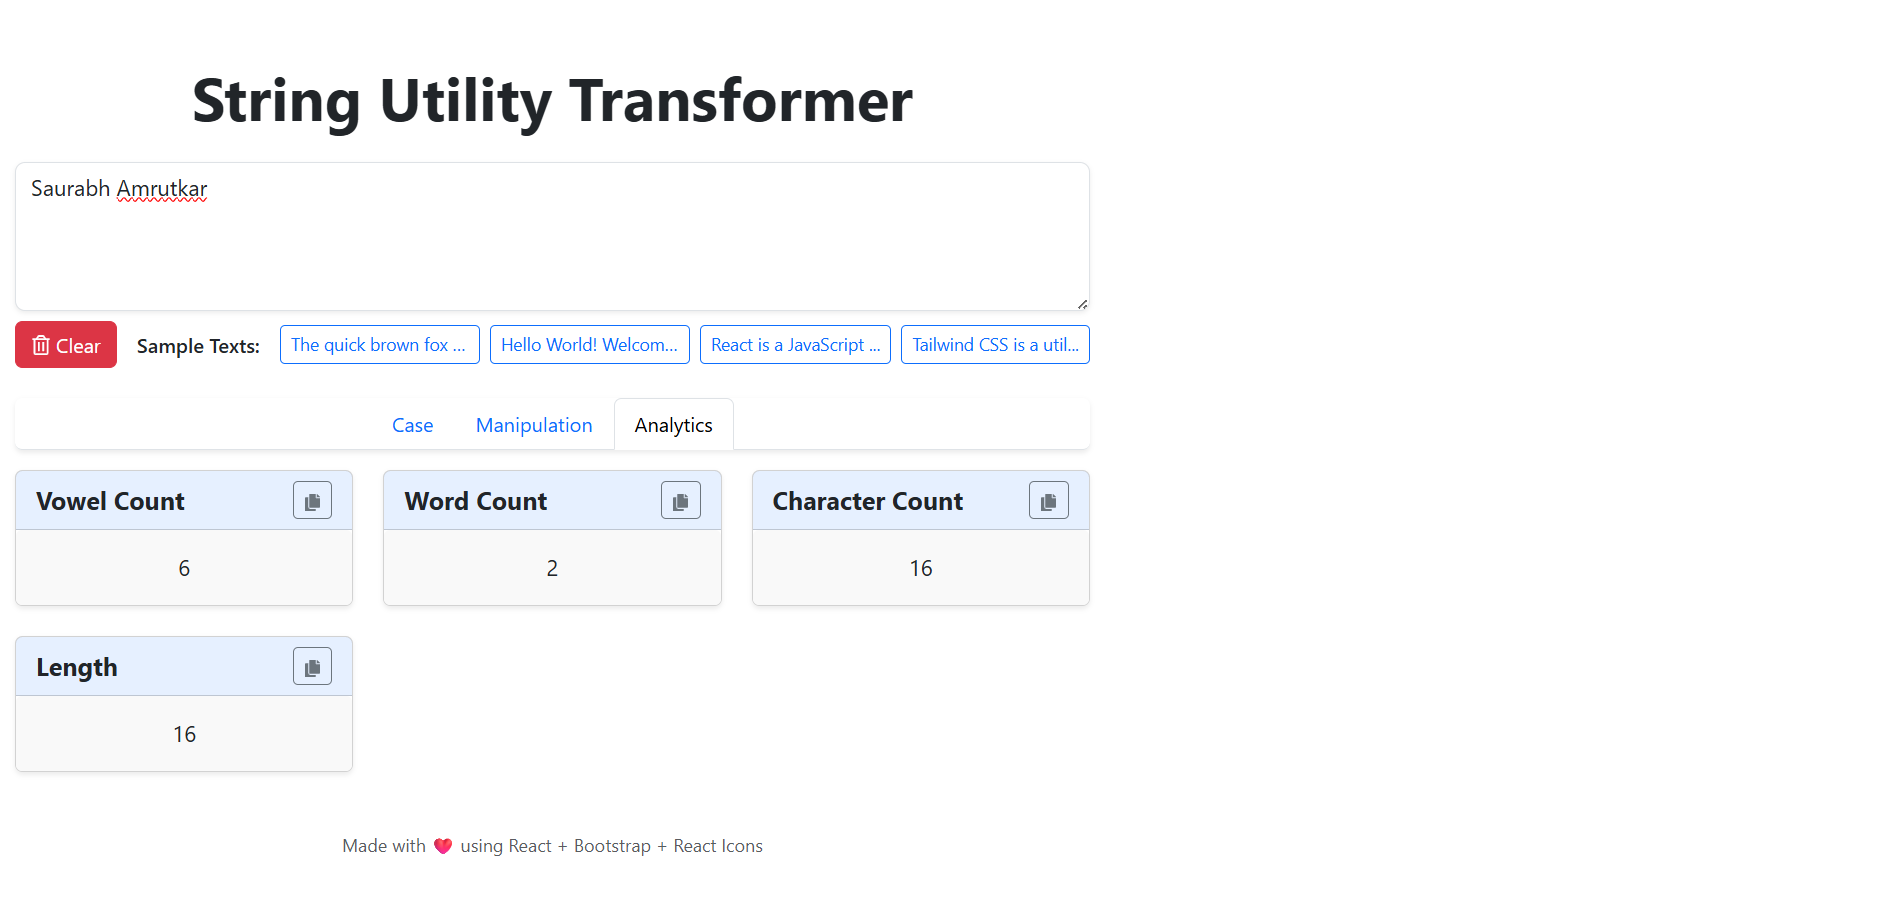 String Utility Transformer
Saurabh Amrutkar
Clear Sample Texts: The quick brown fox ... Hello World! Welcom... React is a JavaScript ... Tailwind CSS is a util...
Case Manipulation Analytics
Vowel Count Word Count Character Count
6 2 16
Length
16
Made with ❤️ using React + Bootstrap + React Icons